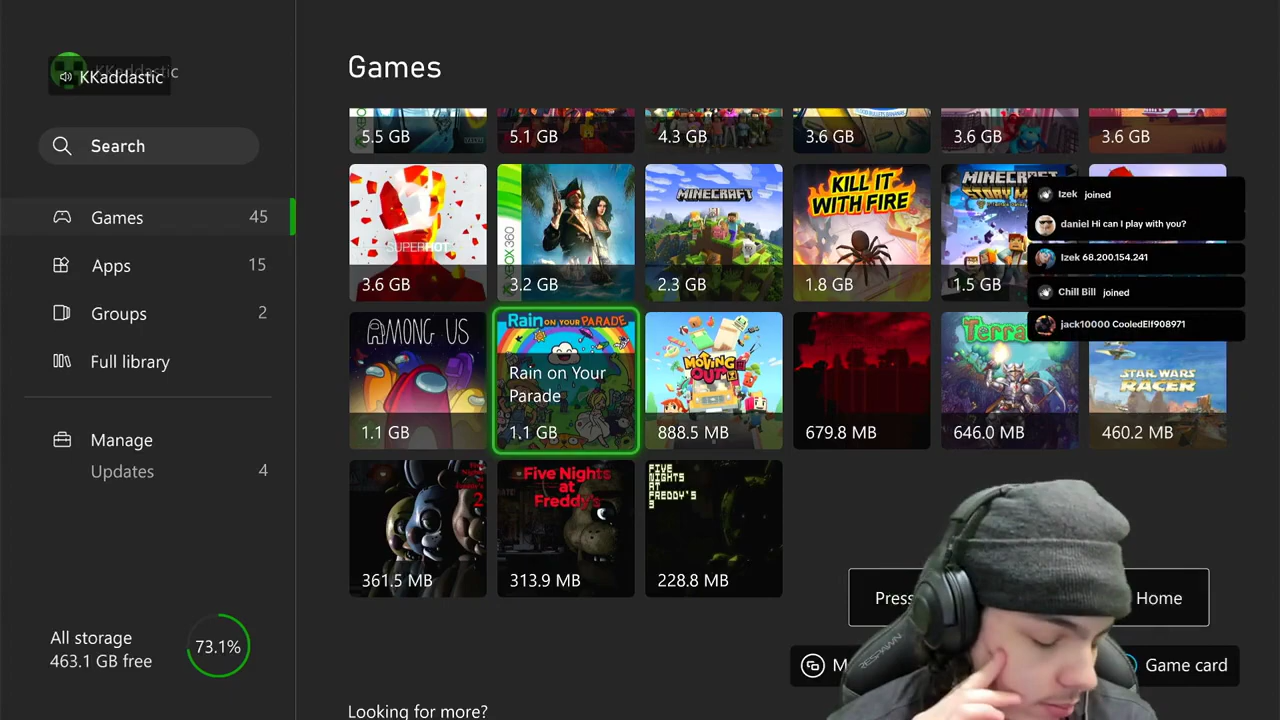 KKaddastic
KKaddastic
Search
Games 45
Apps 15
Groups 2
Full library
Manage
Updates 4
All storage
463.1 GB free
73.1%
Games
5.5 GB
5.1 GB
4.3 GB
3.6 GB
3.6 GB
3.6 GB
SUPERHOT
3.6 GB
XBOX 360
3.2 GB
MINECRAFT
2.3 GB
KILL IT
WITH FIRE
1.8 GB
MINECRAFT
1.5 GB
Izek joined
daniel Hi can I play with you?
Izek 68.200.154.241
Chill Bill joined
jack10000 CooledElf908971
AMONG US
1.1 GB
Rain ON YOUR PARADE
Rain on Your
Parade
1.1 GB
MOVING
OUT
888.5 MB
679.8 MB
Terra
646.0 MB
STAR WARS
RACER
460.2 MB
361.5 MB
Five Nights
at
Freddy's
313.9 MB
FIVE
NIGHTS
AT
FREDDY'S
228.8 MB
Press
Home
M
Game card
Looking for more?